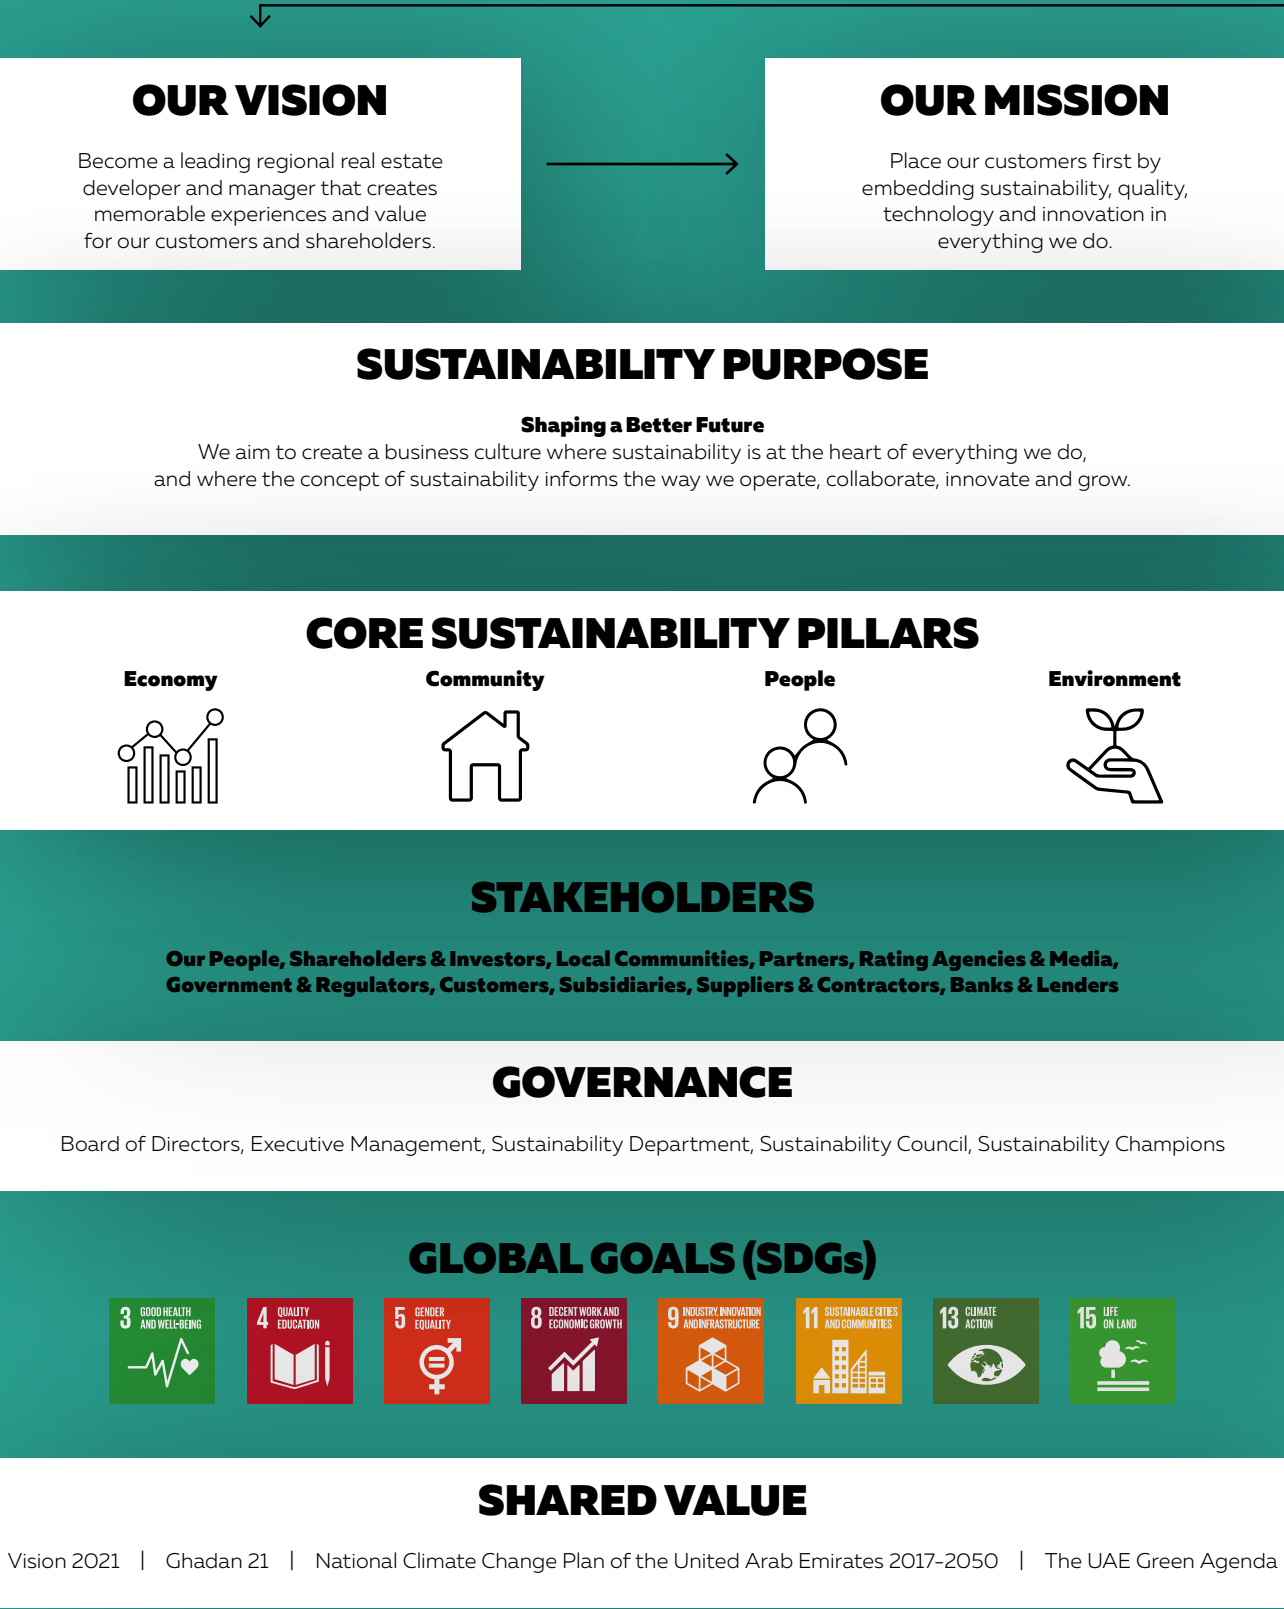 OUR VISION
Become a leading regional real estate
developer and manager that creates
memorable experiences and value
for our customers and shareholders.
OUR MISSION
Place our customers first by
embedding sustainability, quality,
technology and innovation in
everything we do.
SUSTAINABILITY PURPOSE
Shaping a Better Future
We aim to create a business culture where sustainability is at the heart of everything we do,
and where the concept of sustainability informs the way we operate, collaborate, innovate and grow.
CORE SUSTAINABILITY PILLARS
Economy
Community
People
Environment
STAKEHOLDERS
Our People, Shareholders & Investors, Local Communities, Partners, Rating Agencies & Media,
Government & Regulators, Customers, Subsidiaries, Suppliers & Contractors, Banks & Lenders
GOVERNANCE
Board of Directors, Executive Management, Sustainability Department, Sustainability Council, Sustainability Champions
GLOBAL GOALS (SDGs)
3 GOOD HEALTH
AND WELL-BEING
4 QUALITY
EDUCATION
5 GENDER
EQUALITY
8 DECENT WORK AND
ECONOMIC GROWTH
9 INDUSTRY, INNOVATION
AND INFRASTRUCTURE
11 SUSTAINABLE CITIES
AND COMMUNITIES
13 CLIMATE
ACTION
15 LIFE
ON LAND
SHARED VALUE
Vision 2021 | Ghadan 21 | National Climate Change Plan of the United Arab Emirates 2017-2050 | The UAE Green Agenda